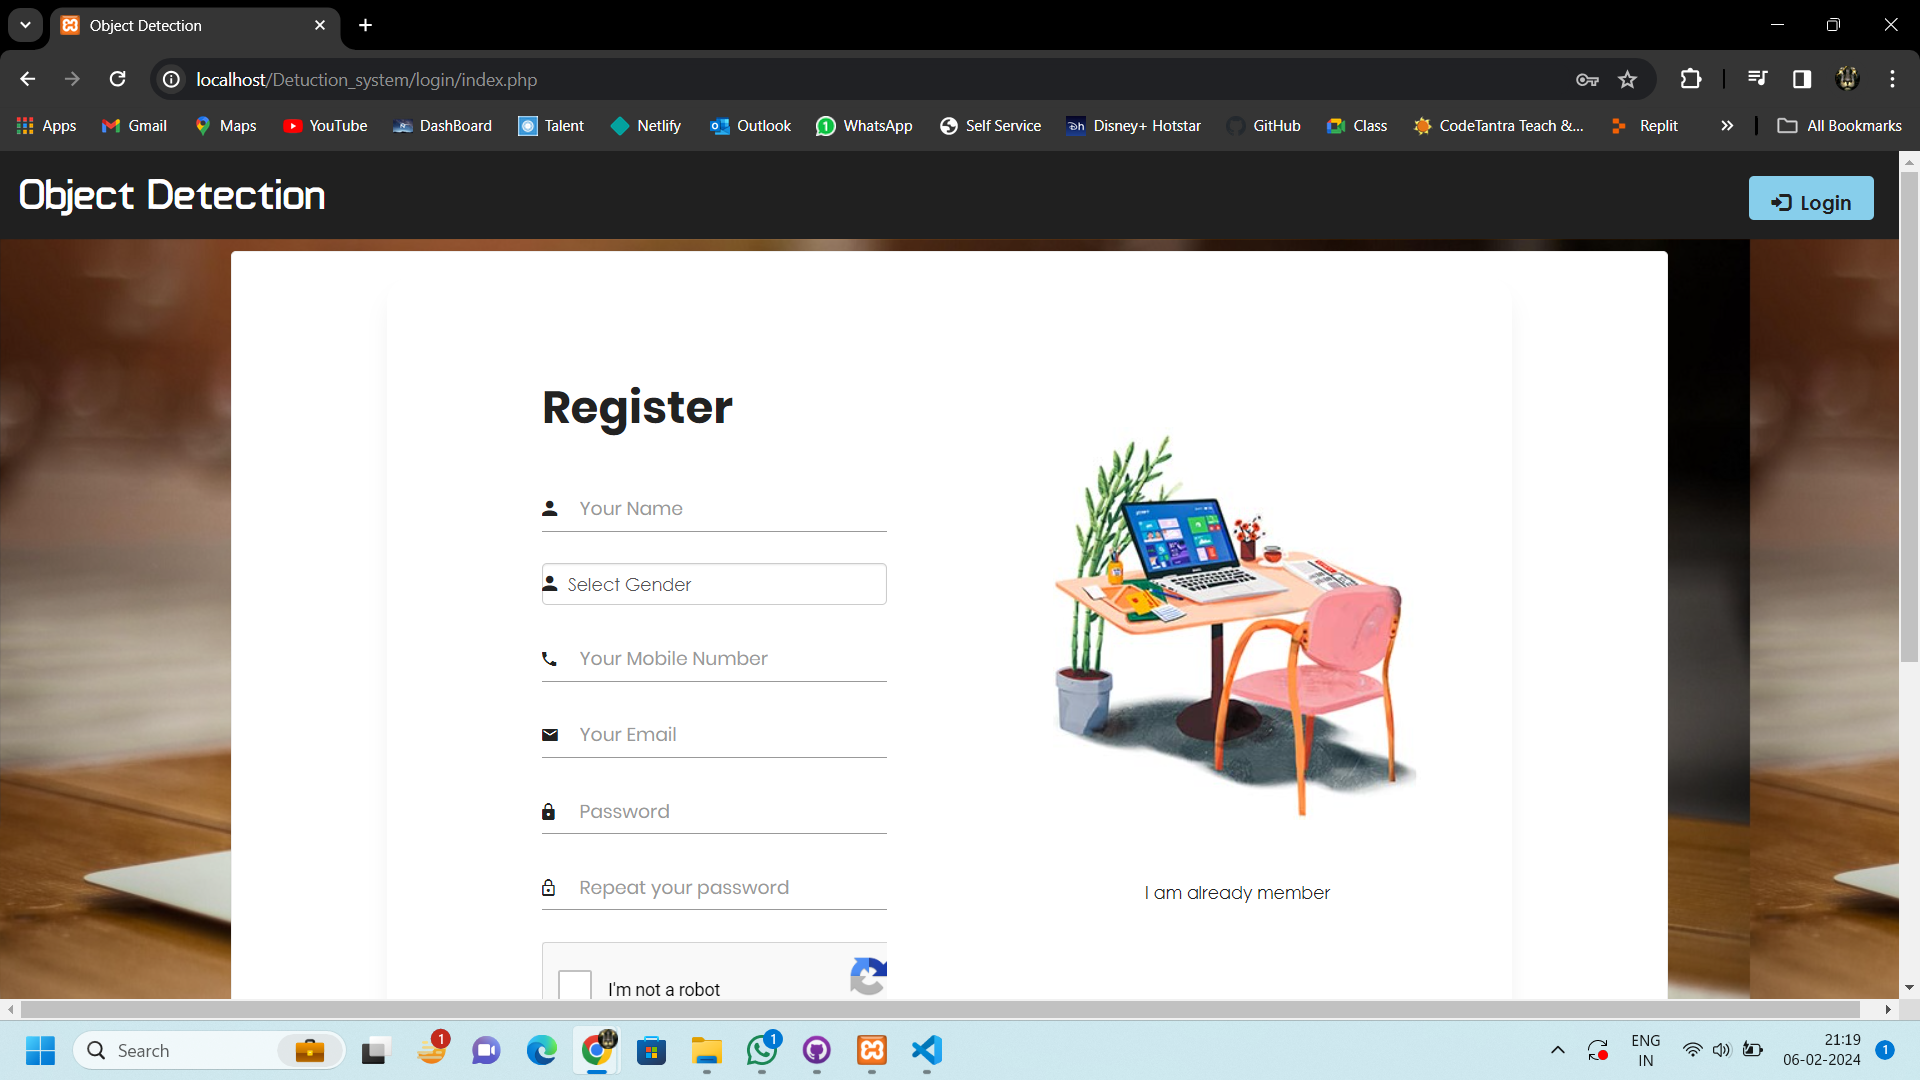 Object Detection
localhost/Detuction_system/login/index.php
Apps Gmail Maps YouTube DashBoard Talent Netlify Outlook WhatsApp Self Service Disney+ Hotstar GitHub Class CodeTantra Teach &... Replit All Bookmarks
Object Detection
Login
Register
Your Name
Select Gender
Your Mobile Number
Your Email
Password
Repeat your password
I am already member
I'm not a robot
Search
1
1
ENG
IN
21:19
06-02-2024
1